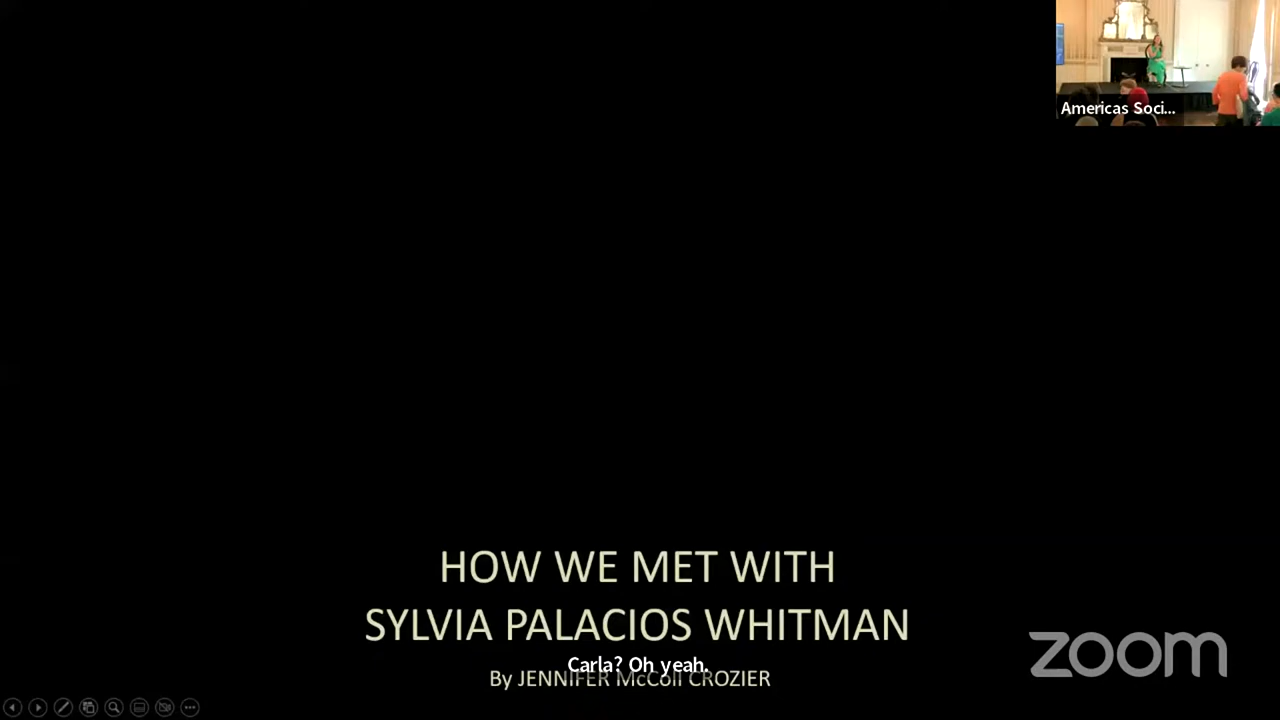 Americas Soci...
HOW WE MET WITH
SYLVIA PALACIOS WHITMAN
Carla? Oh yeah.
By JENNIFER McColl CROZIER
zoom